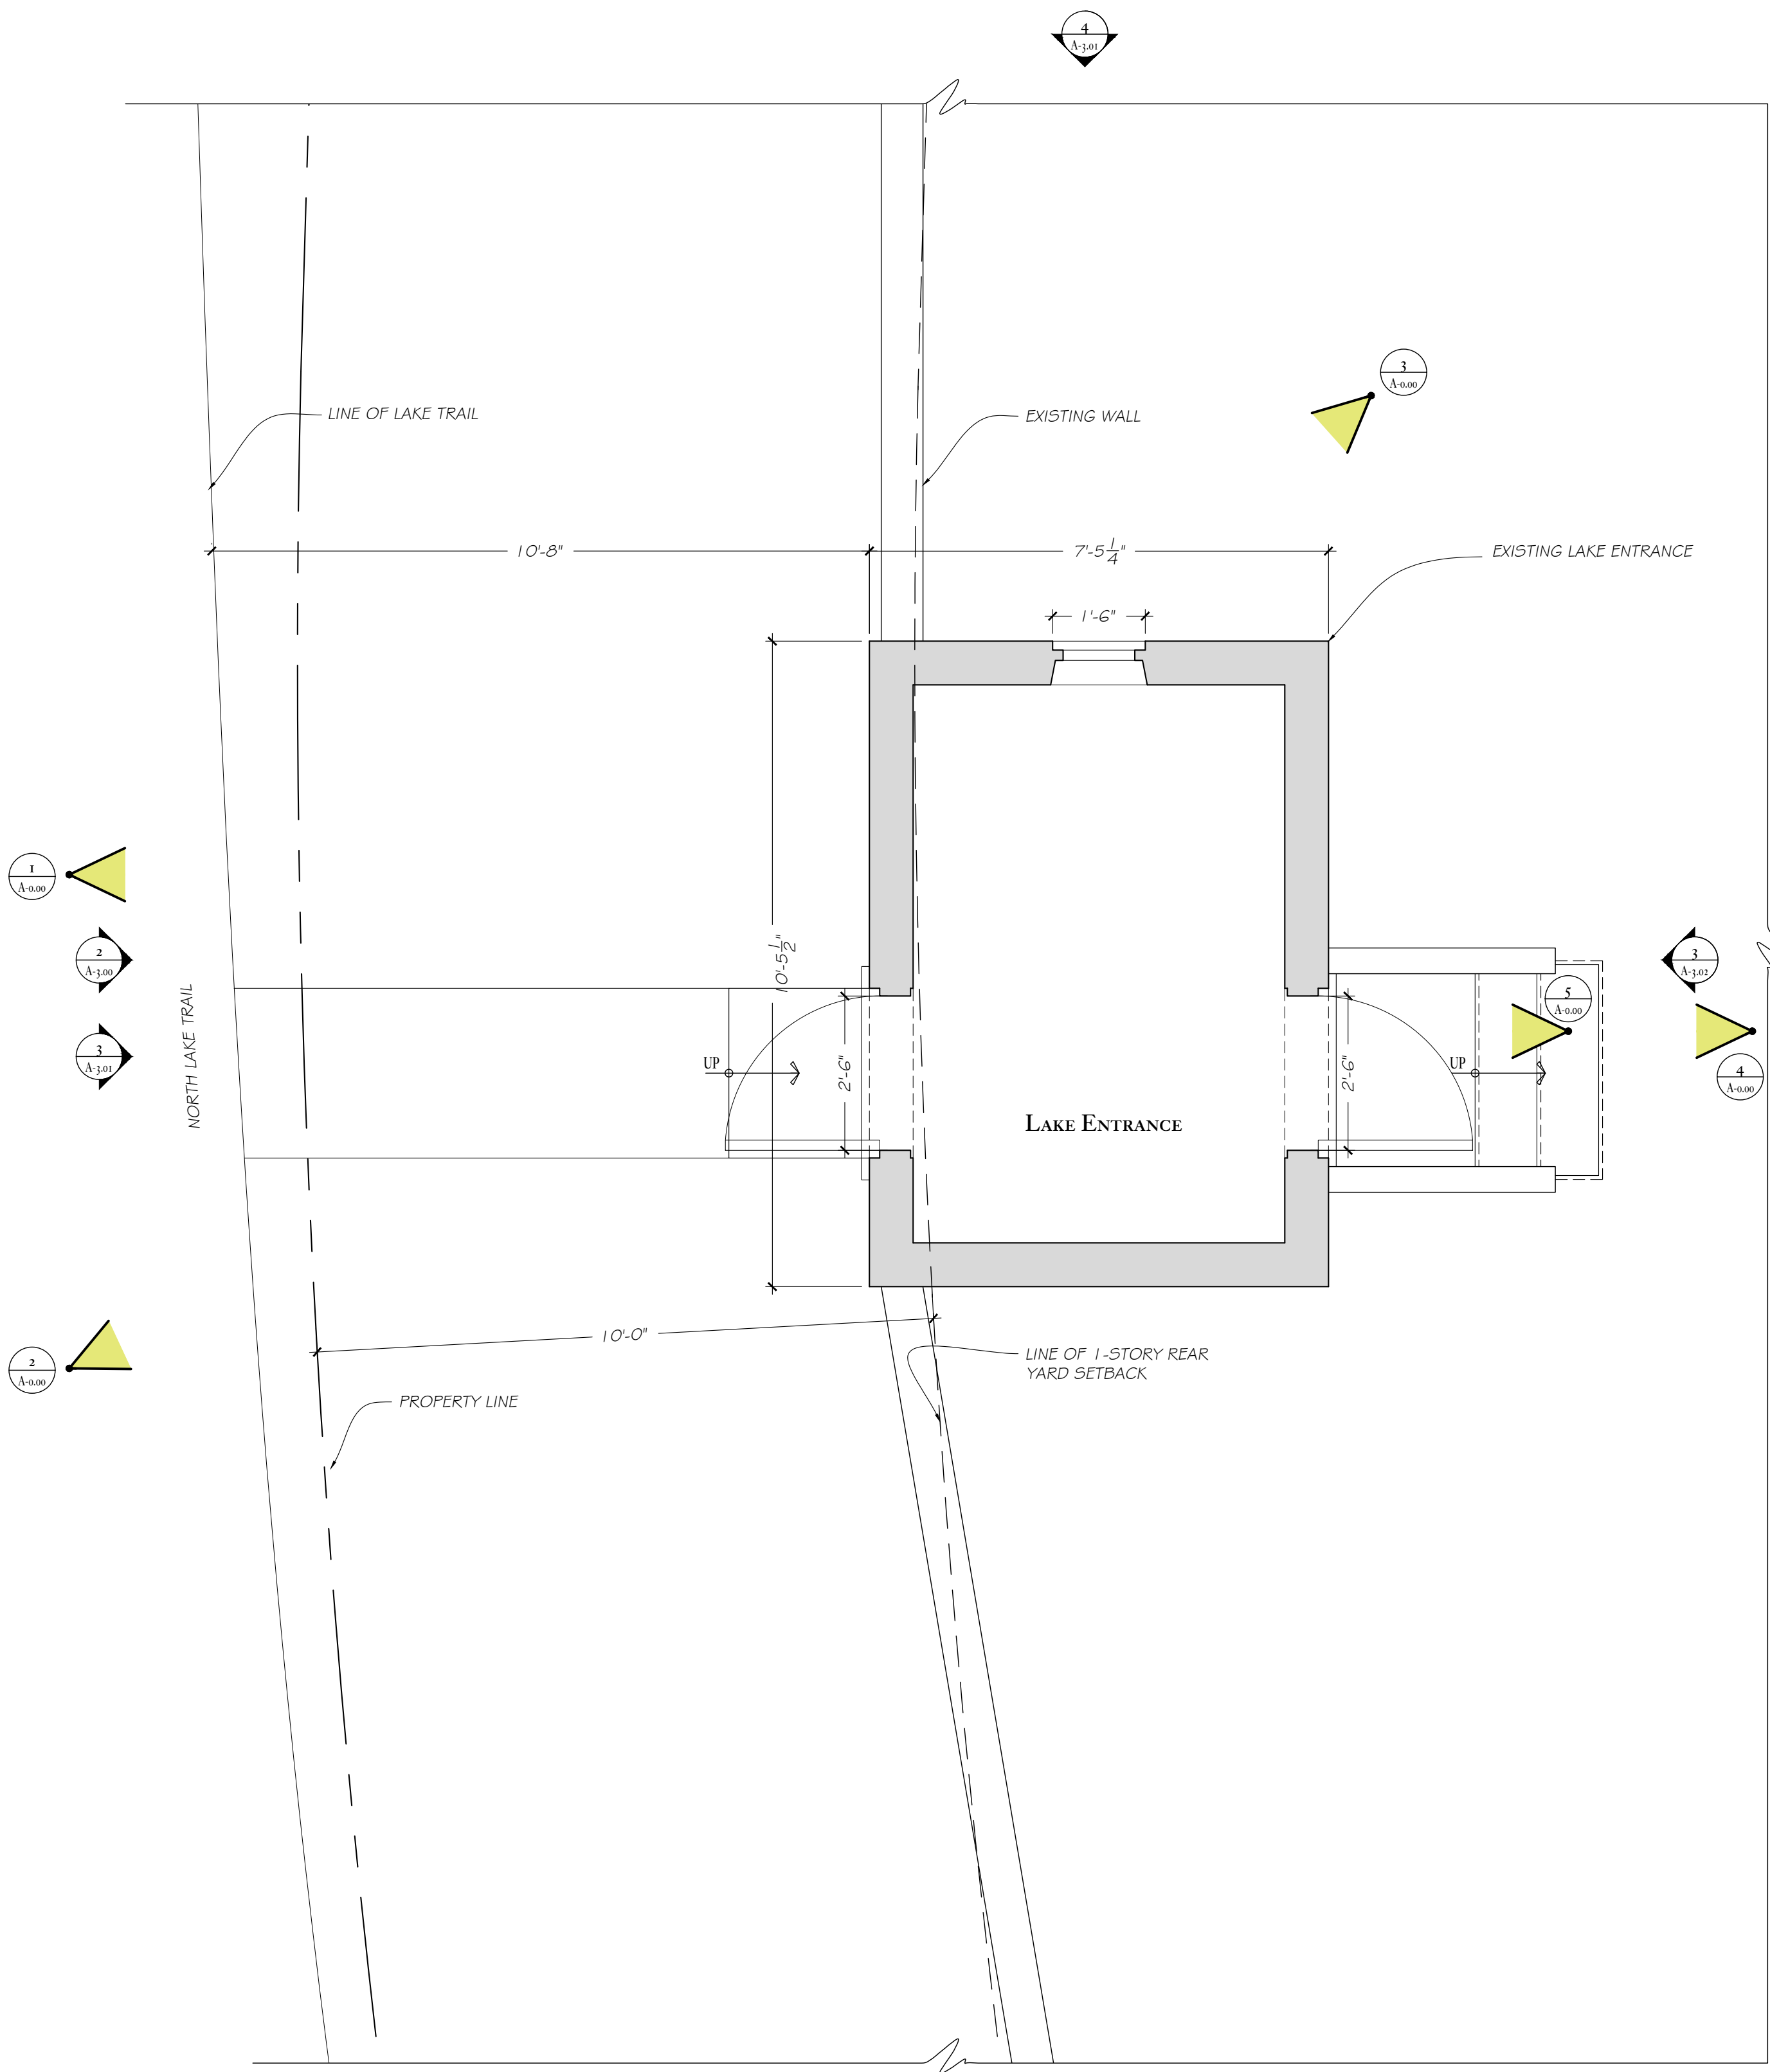 4
A-3.01
3
A-0.00
LINE OF LAKE TRAIL
EXISTING WALL
10'-8"
7'-5 1/4"
EXISTING LAKE ENTRANCE
1'-6"
1
A-0.00
2
A-3.00
3
A-3.01
NORTH LAKE TRAIL
10'-5 1/2"
UP
2'-6"
LAKE ENTRANCE
2'-6"
UP
5
A-0.00
3
A-3.02
4
A-0.00
10'-0"
2
A-0.00
LINE OF 1-STORY REAR
YARD SETBACK
PROPERTY LINE